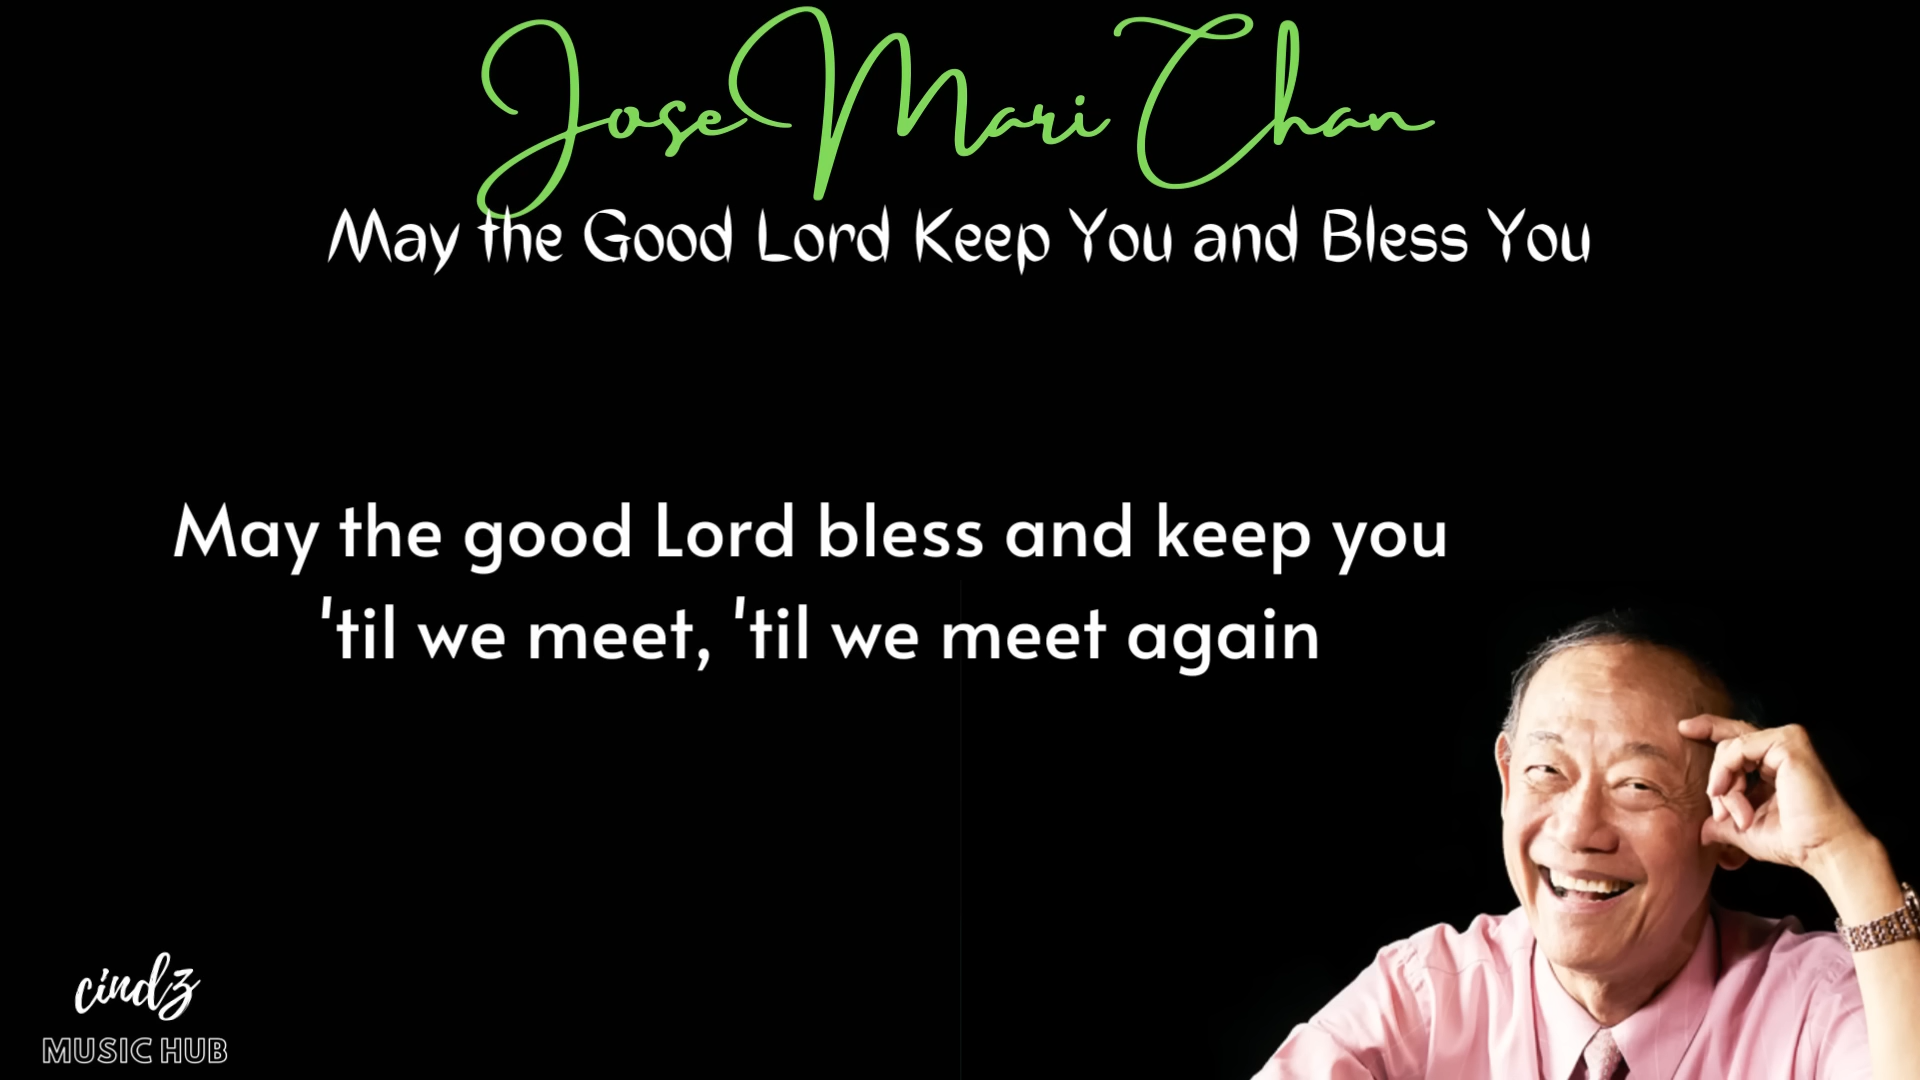 Jose Mari Chan
May the Good Lord Keep You and Bless You
May the good Lord bless and keep you
'til we meet, 'til we meet again
cindz
MUSIC HUB